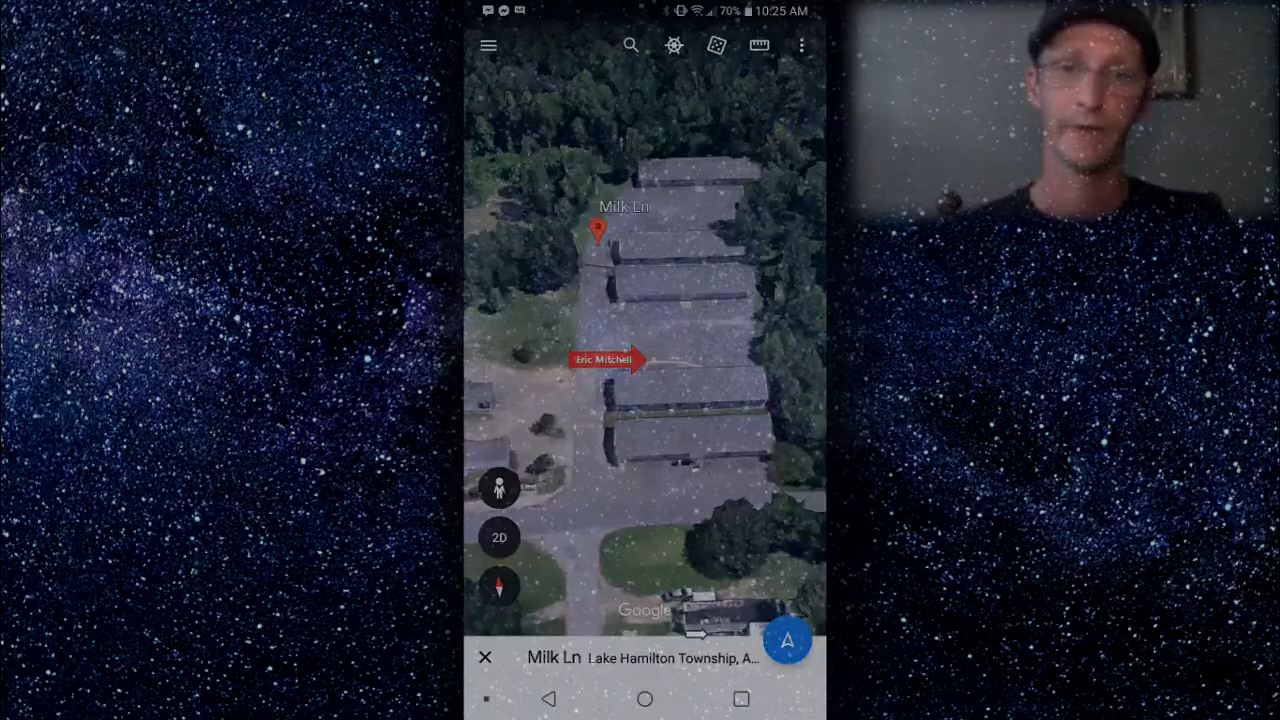 70% 10:25 AM
Milk Ln
Eric Mitchell
2D
Google
Milk Ln Lake Hamilton Township, A...